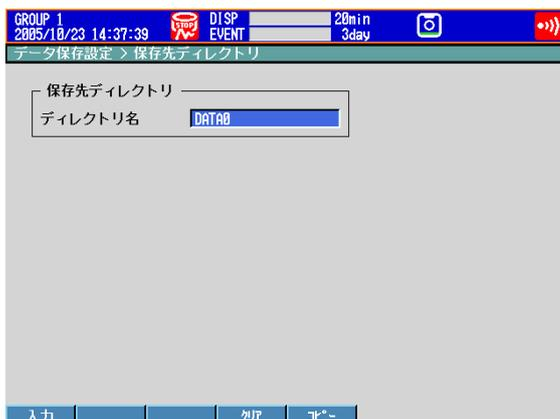 GROUP 1
2005/10/23 14:37:39
STOP
DISP 20min
EVENT 3day
データ保存設定 > 保存先ディレクトリ
保存先ディレクトリ
ディレクトリ名 DATA0
入力 クリア コピー